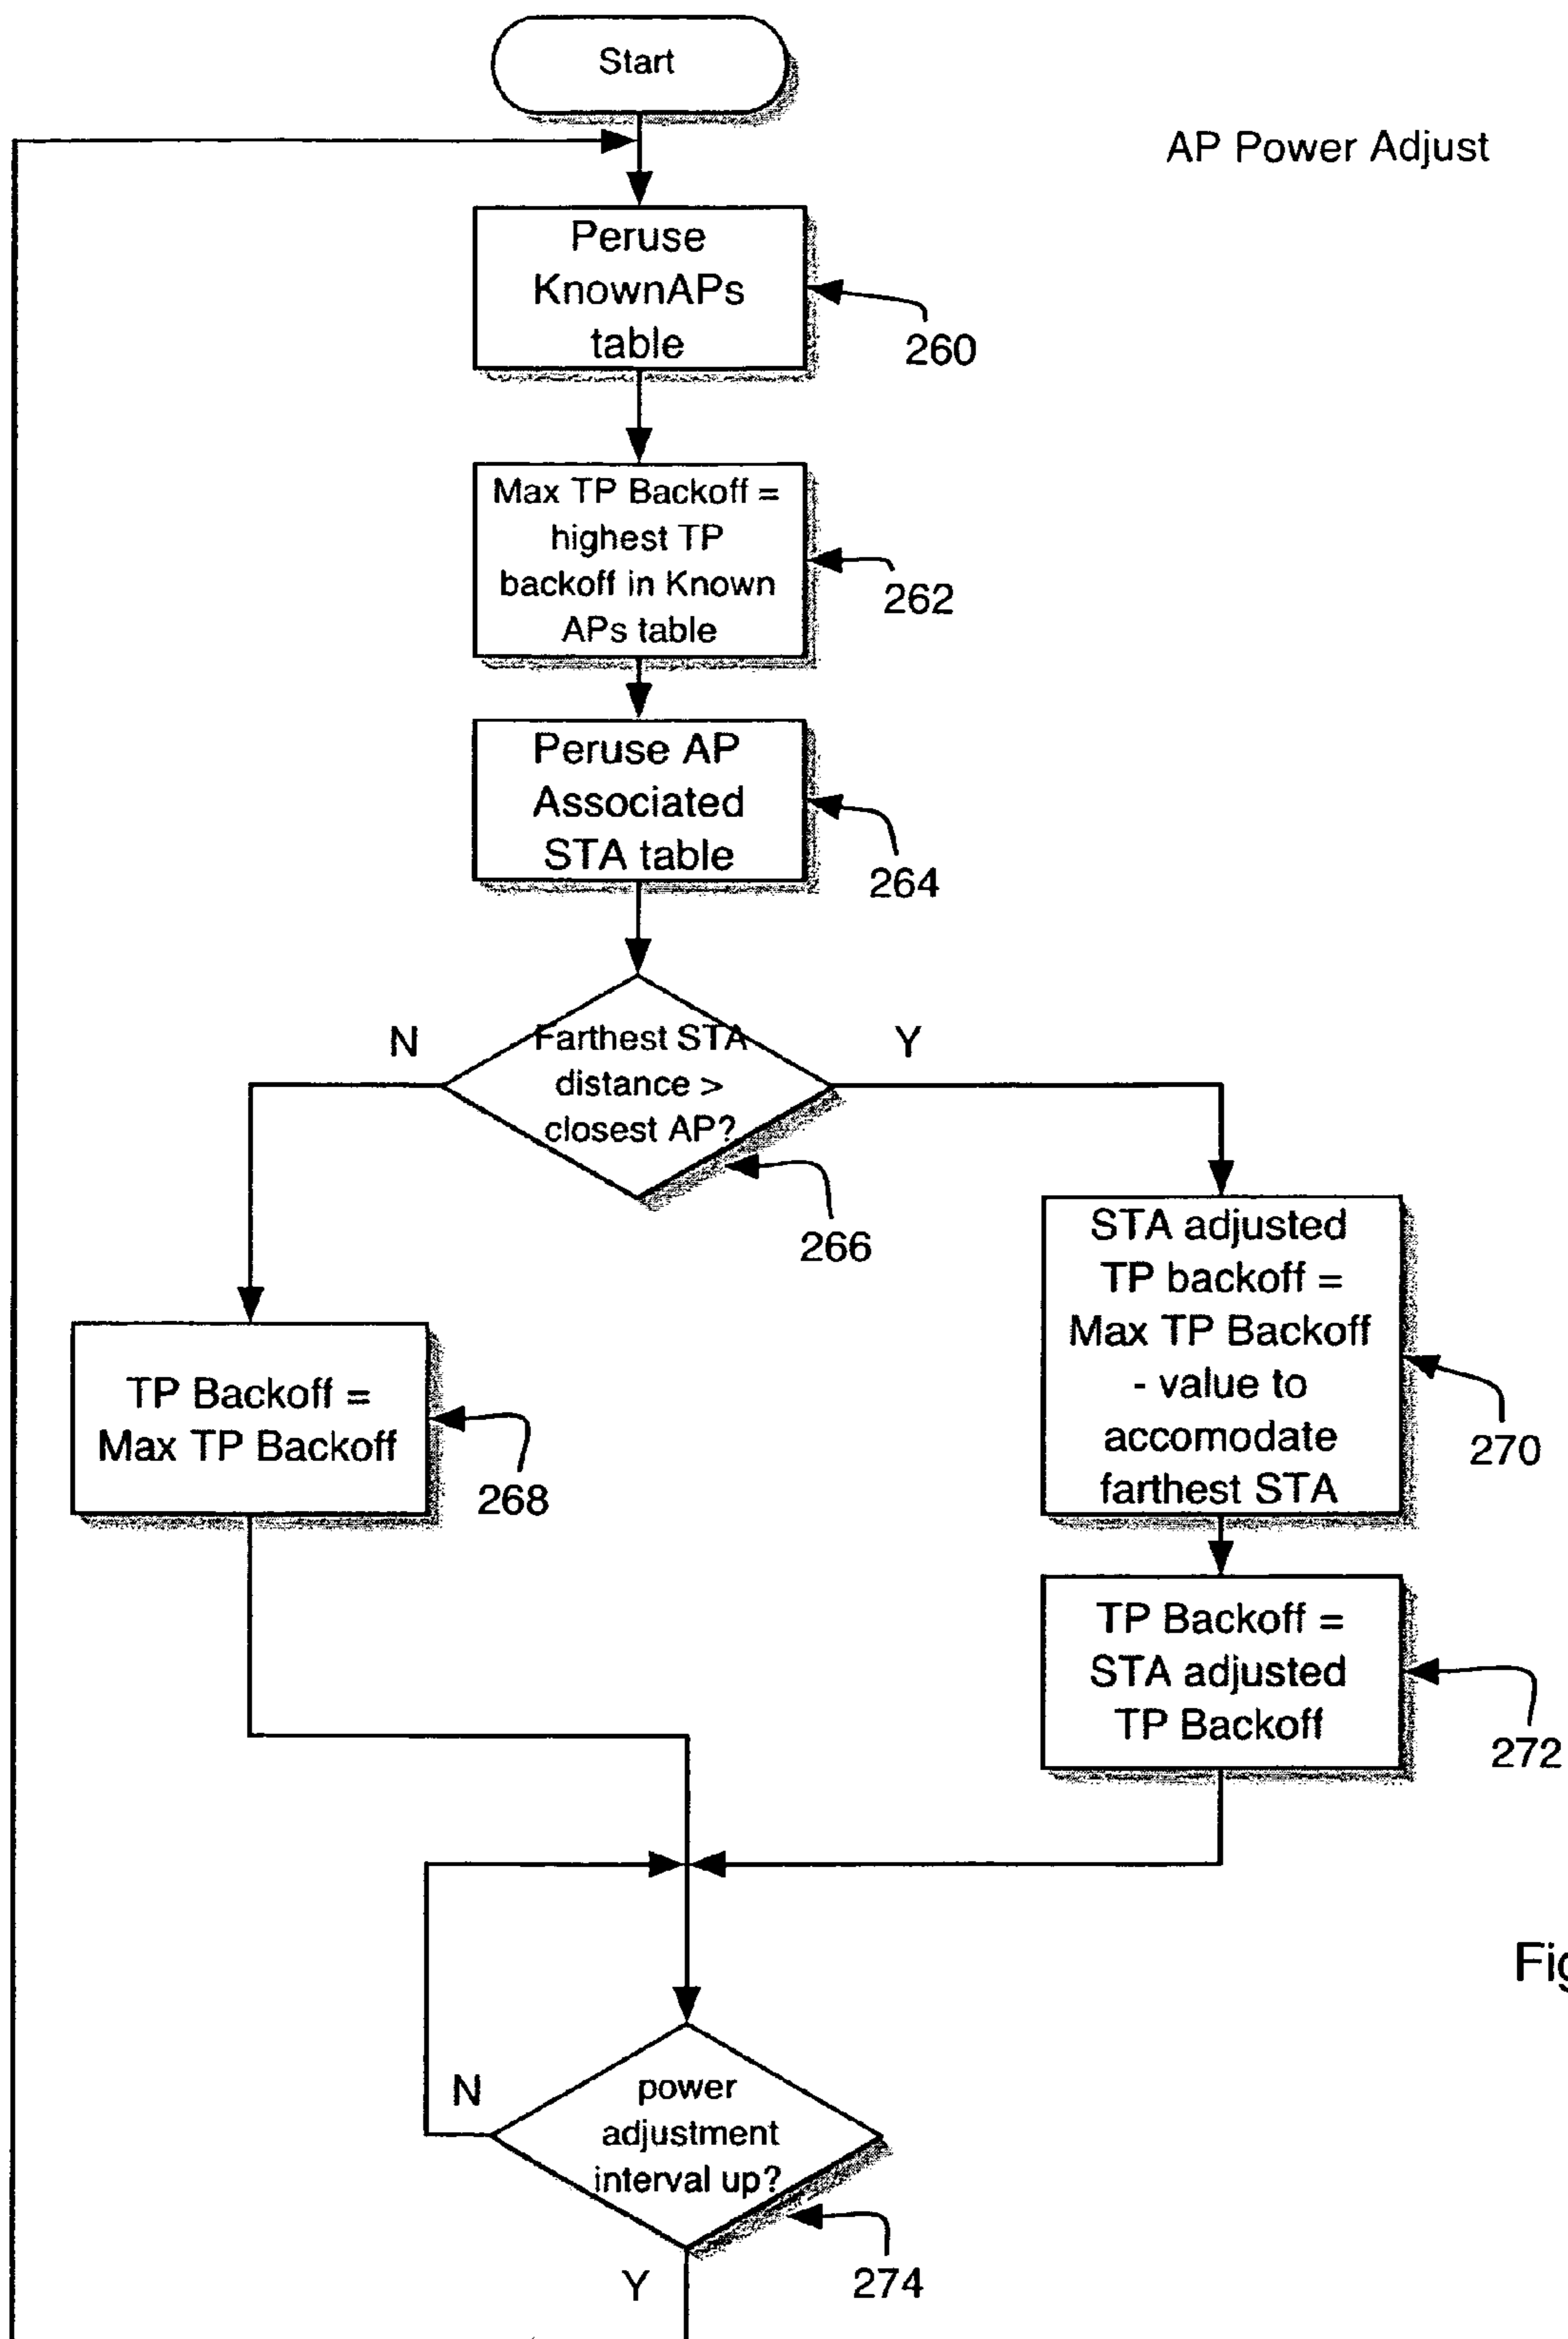 Start
AP Power Adjust
Peruse
KnownAPs
table
260
Max TP Backoff =
highest TP
backoff in Known
APs table
262
Peruse AP
Associated
STA table
264
N
Farthest STA
distance >
closest AP?
Y
266
STA adjusted
TP backoff =
Max TP Backoff
- value to
accomodate
farthest STA
270
TP Backoff =
Max TP Backoff
268
TP Backoff =
STA adjusted
TP Backoff
272
N
power
adjustment
interval up?
Y
274